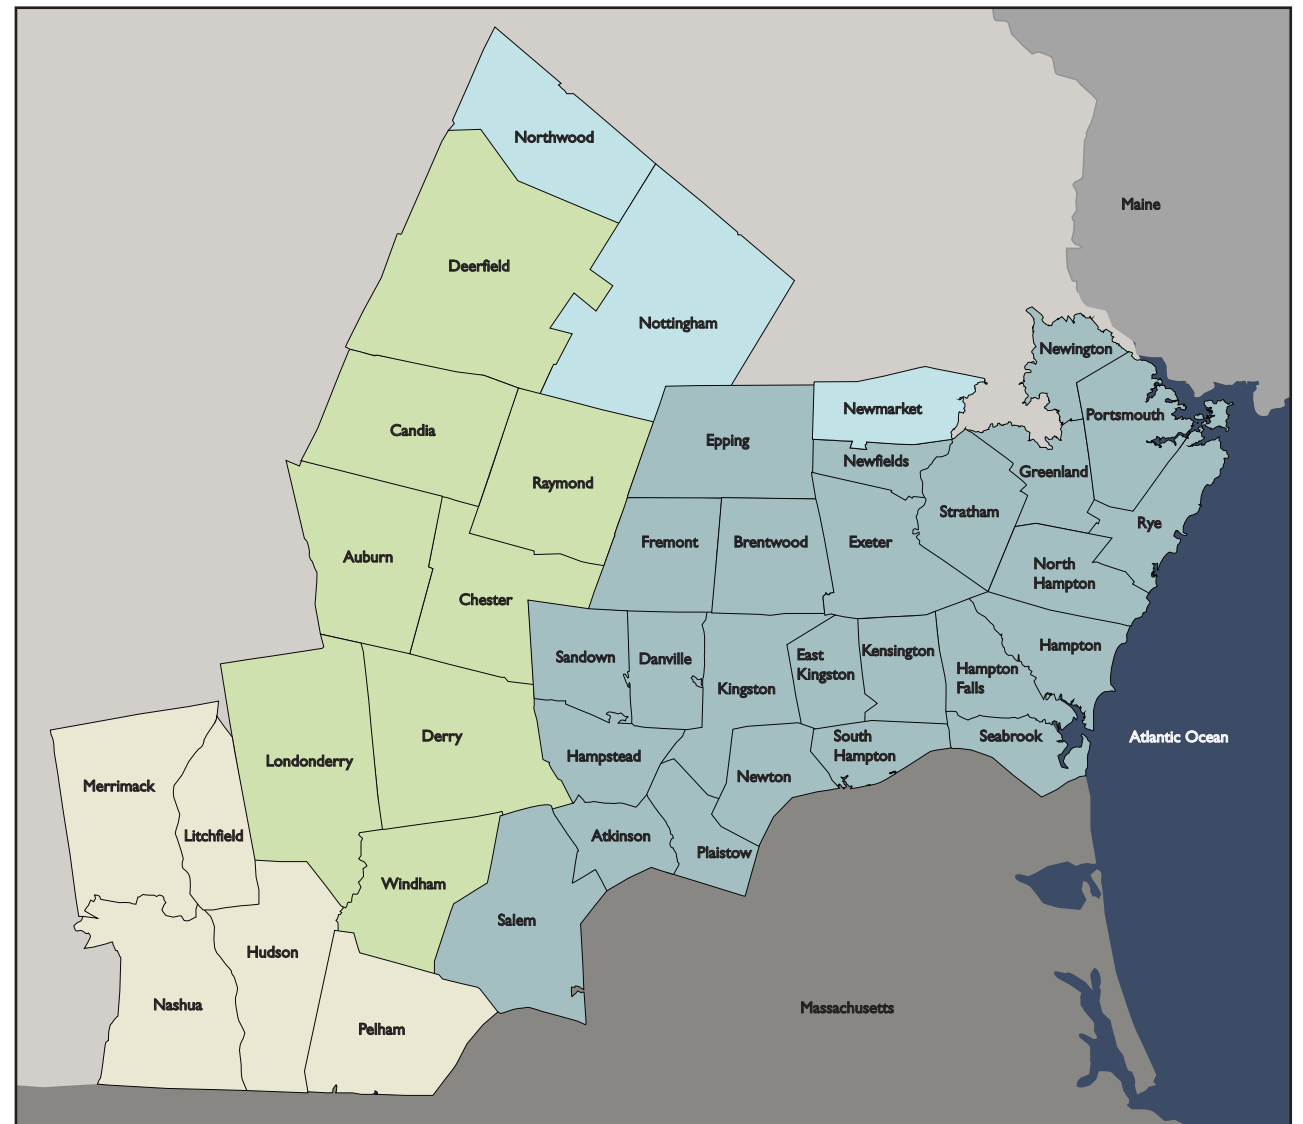 Northwood
Maine
Deerfield
Nottingham
Newington
Newmarket
Portsmouth
Candia
Epping
Newfields
Greenland
Raymond
Stratham
Rye
Fremont
Brentwood
Exeter
Auburn
North
Hampton
Chester
Hampton
Kensington
East
Kingston
Sandown
Danville
Hampton
Falls
Kingston
Derry
South
Hampton
Seabrook
Atlantic Ocean
Hampstead
Londonderry
Newton
Merrimack
Litchfield
Atkinson
Plaistow
Windham
Salem
Hudson
Nashua
Massachusetts
Pelham